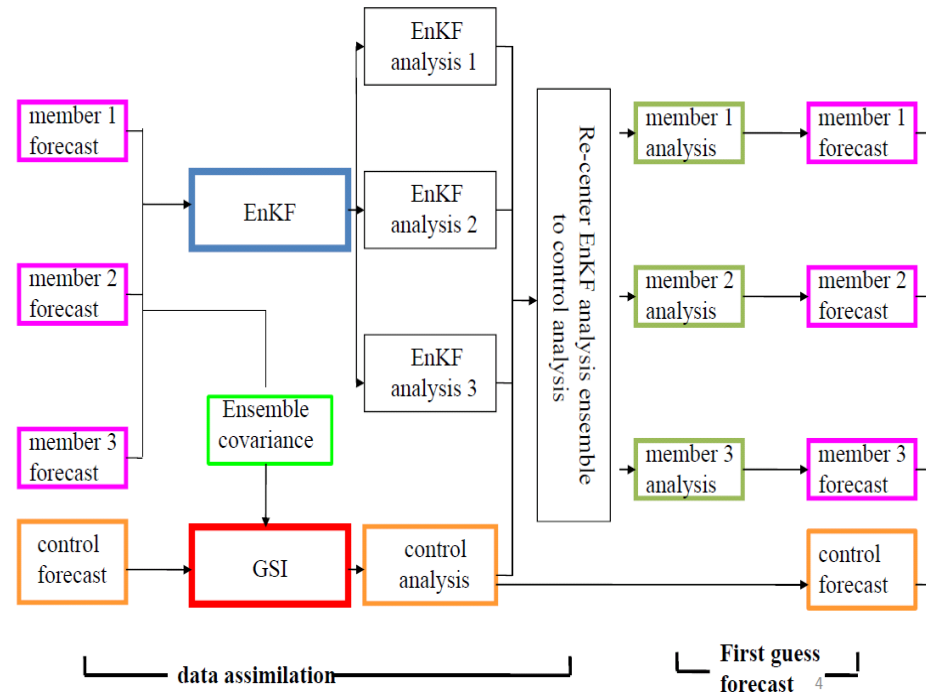 EnKF
analysis 1
member 1
forecast
EnKF
EnKF
analysis 2
member 2
forecast
EnKF
analysis 3
Ensemble
covariance
member 3
forecast
control
forecast
GSI
control
analysis
Re-center EnKF analysis ensemble
to control analysis
member 1
analysis
member 1
forecast
member 2
analysis
member 2
forecast
member 3
analysis
member 3
forecast
control
forecast
data assimilation
First guess
forecast
4